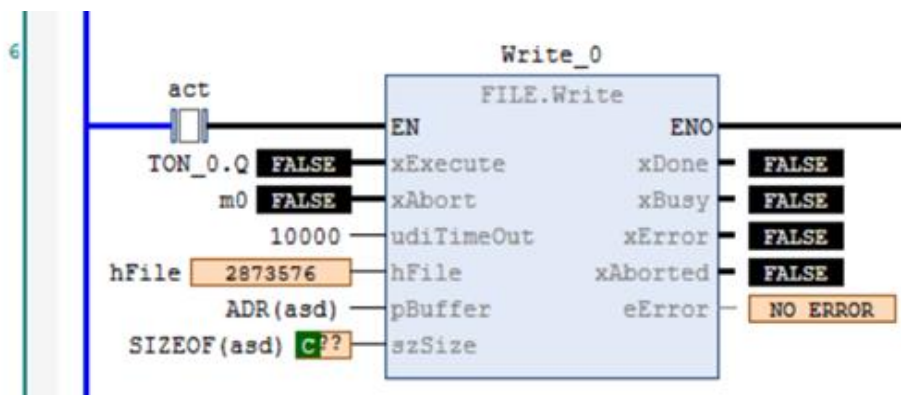 6
Write_0
act
FILE.Write
EN ENO
TON_0.Q FALSE xExecute xDone FALSE
m0 FALSE xAbort xBusy FALSE
10000 udiTimeOut xError FALSE
hFile 2873576 hFile xAborted FALSE
ADR(asd) pBuffer eError NO ERROR
SIZEOF(asd) C?? szSize